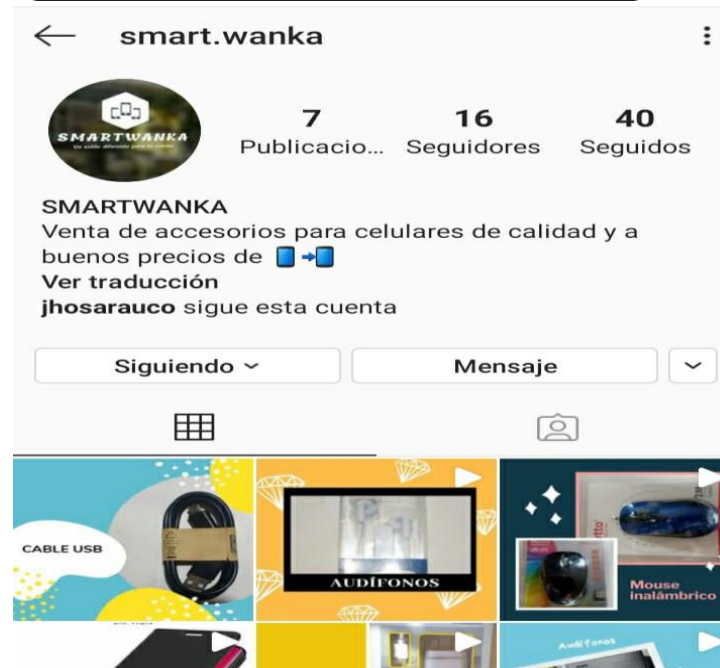 smart.wanka
SMARTWANKA
7
Publicacio...
16
Seguidores
40
Seguidos
SMARTWANKA
Venta de accesorios para celulares de calidad y a
buenos precios de 📱📲
Ver traducción
jhosarauco sigue esta cuenta
Siguiendo
Mensaje
CABLE USB
AUDÍFONOS
Mouse
inalámbrico
Audífonos